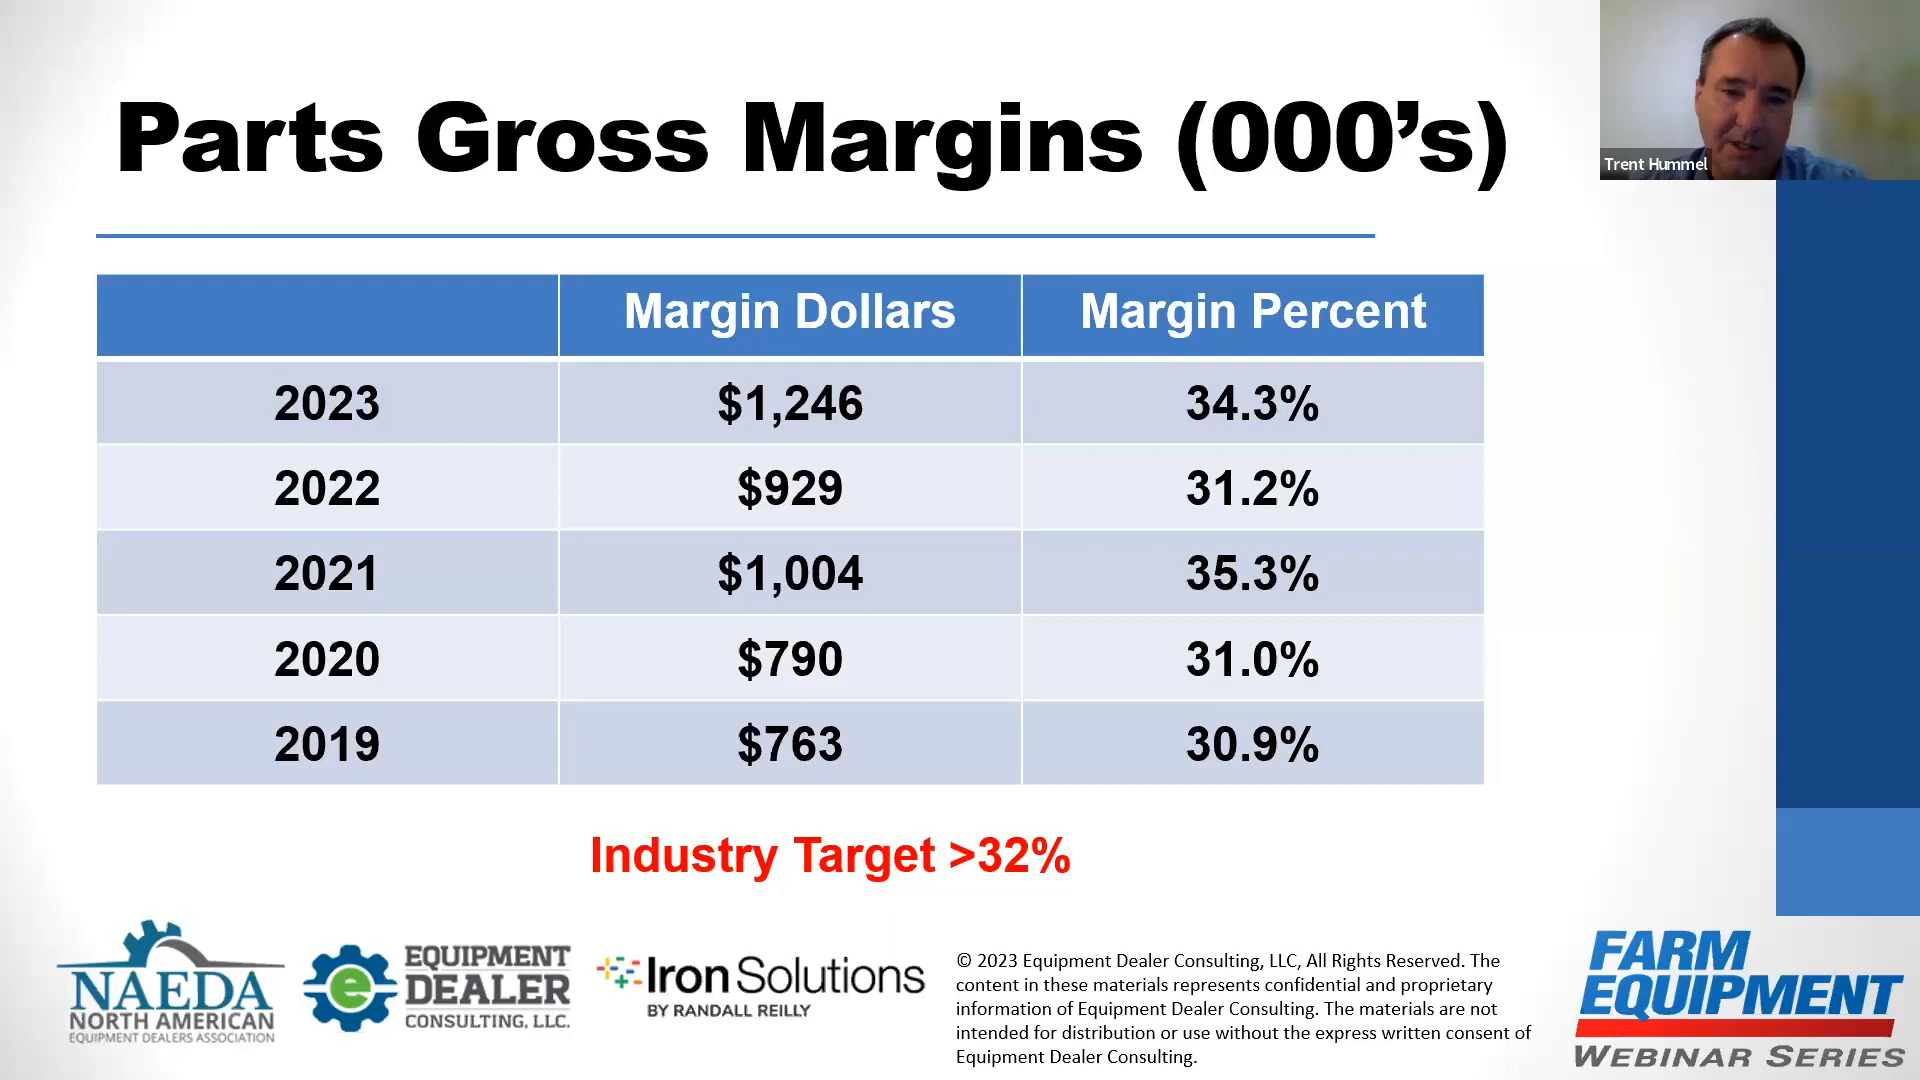 Parts Gross Margins (000’s)
Trent Hummel
Margin Dollars Margin Percent
2023 $1,246 34.3%
2022 $929 31.2%
2021 $1,004 35.3%
2020 $790 31.0%
2019 $763 30.9%
Industry Target >32%
NAEDA
NORTH AMERICAN
EQUIPMENT DEALERS ASSOCIATION
e
EQUIPMENT
DEALER
CONSULTING, LLC.
IronSolutions
BY RANDALL REILLY
© 2023 Equipment Dealer Consulting, LLC, All Rights Reserved. The
content in these materials represents confidential and proprietary
information of Equipment Dealer Consulting. The materials are not
intended for distribution or use without the express written consent of
Equipment Dealer Consulting.
FARM
EQUIPMENT
WEBINAR SERIES